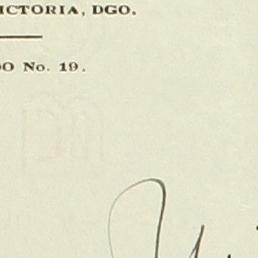 ICTORIA, DGO.
O No. 19.